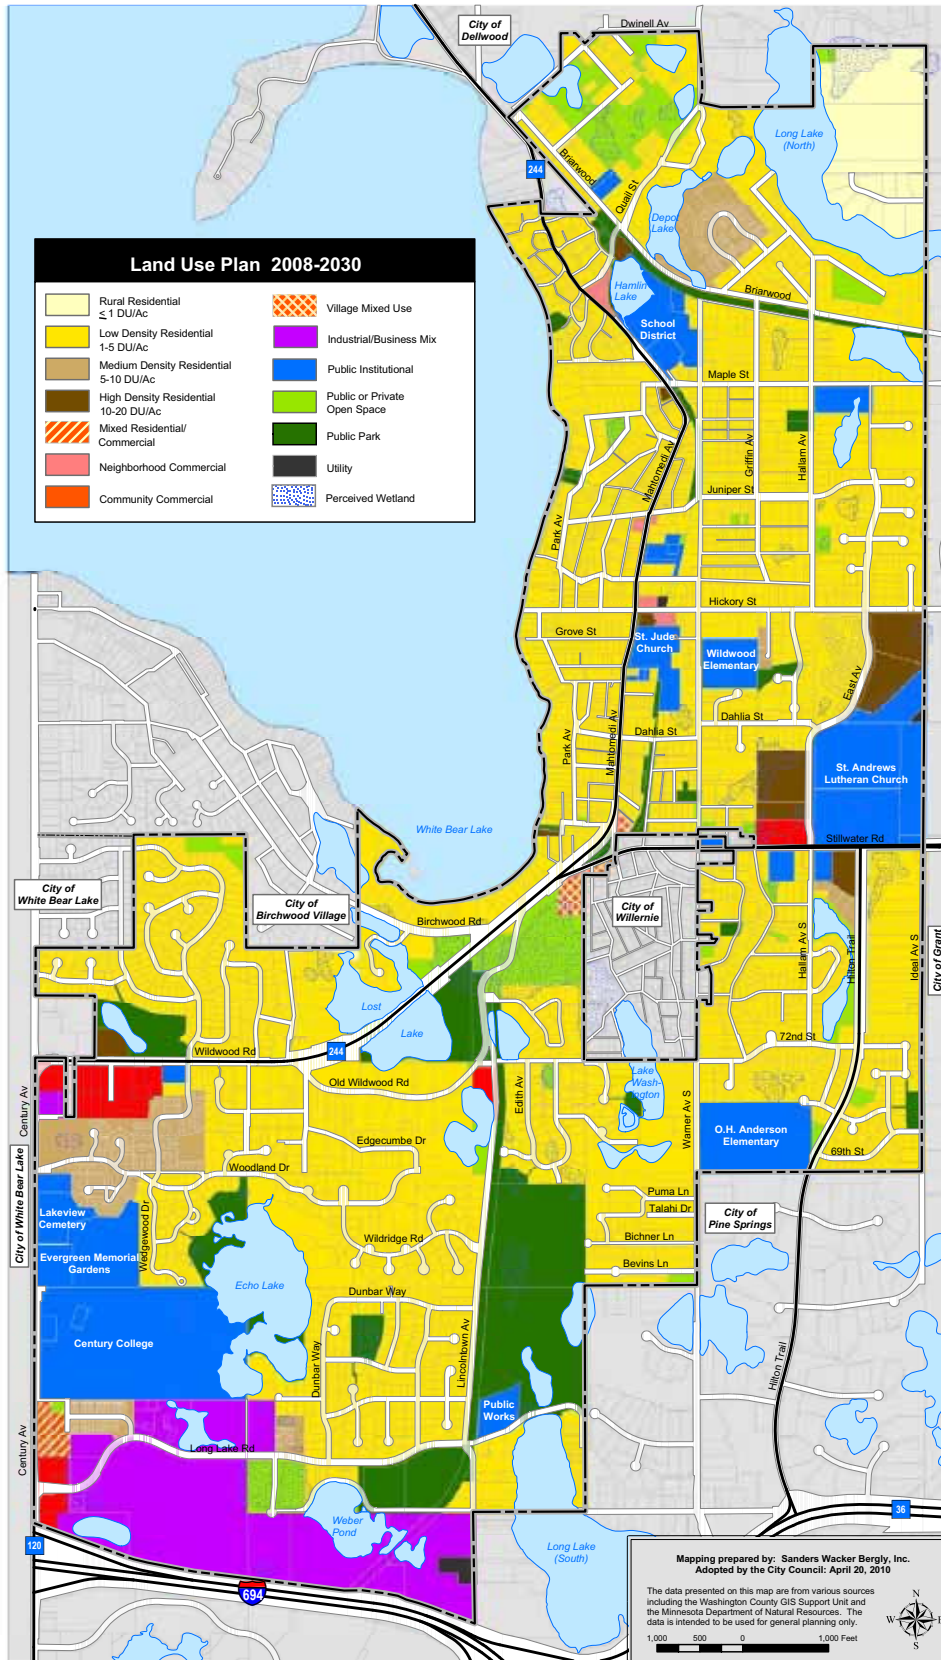 City of
Dellwood
Dwinell Av
Long Lake
(North)
244
Briarwood
Quail St
Depot
Lake
Land Use Plan 2008-2030
Rural Residential
≤ 1 DU/Ac
Low Density Residential
1-5 DU/Ac
Medium Density Residential
5-10 DU/Ac
High Density Residential
10-20 DU/Ac
Mixed Residential/
Commercial
Neighborhood Commercial
Community Commercial
Village Mixed Use
Industrial/Business Mix
Public Institutional
Public or Private
Open Space
Public Park
Utility
Perceived Wetland
Hamlin
Lake
Briarwood
School
District
Maple St
Mahtomedi Av
Griffin Av
Hallam Av
Juniper St
Park Av
Hickory St
Grove St
St. Jude
Church
Wildwood
Elementary
East Av
Dahlia St
Dahlia St
Park Av
Mahtomedi Av
St. Andrews
Lutheran Church
White Bear Lake
Stillwater Rd
City of
White Bear Lake
City of
Birchwood Village
City of
Willernie
Birchwood Rd
Hallam Av S
Hilton Trail
Ideal Av S
City of Grant
Lost
Lake
72nd St
Wildwood Rd
244
Old Wildwood Rd
Edith Av
Lake
Wash-
ington
Warner Av S
Century Av
O.H. Anderson
Elementary
Edgecumbe Dr
69th St
Woodland Dr
City of White Bear Lake
Puma Ln
Talahi Dr
City of
Pine Springs
Lakeview
Cemetery
Wedgewood Dr
Wildridge Rd
Bichner Ln
Evergreen Memorial
Gardens
Bevins Ln
Echo Lake
Dunbar Way
Century College
Dunbar Way
Lincolntown Av
Hilton Trail
Public
Works
Century Av
Long Lake Rd
Weber
Pond
36
120
Long Lake
(South)
694
Mapping prepared by: Sanders Wacker Bergly, Inc.
Adopted by the City Council: April 20, 2010
The data presented on this map are from various sources
including the Washington County GIS Support Unit and
the Minnesota Department of Natural Resources. The
data is intended to be used for general planning only.
1,000 500 0 1,000 Feet
N
W E
S